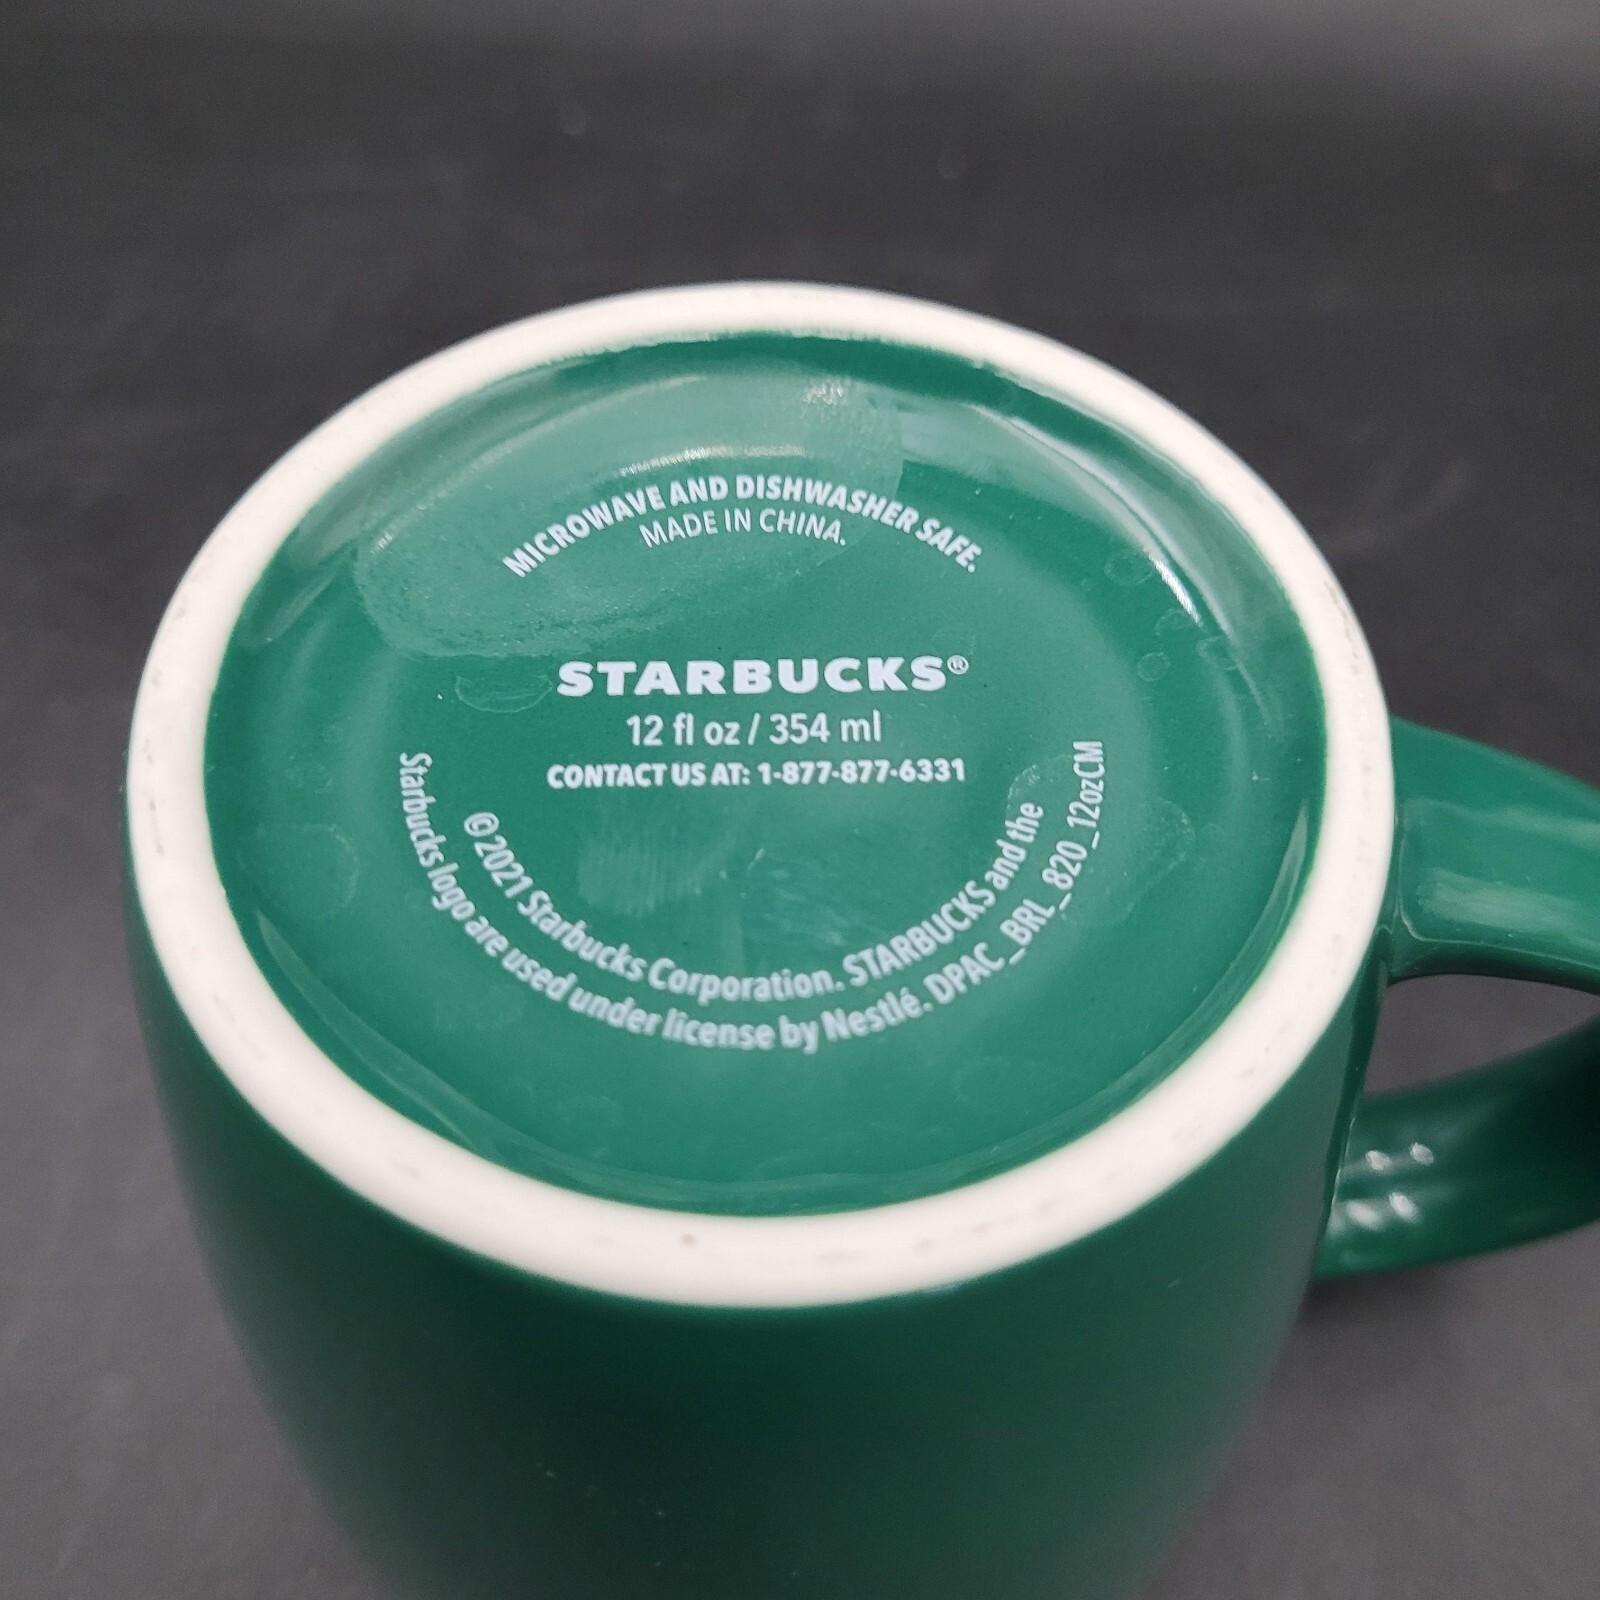 MICROWAVE AND DISHWASHER SAFE.
MADE IN CHINA.
STARBUCKS®
12 fl oz / 354 ml
CONTACT US AT: 1-877-877-6331
© 2021 Starbucks Corporation. STARBUCKS and the
Starbucks logo are used under license by Nestlé. DPAC_BRL_820_12ozCM